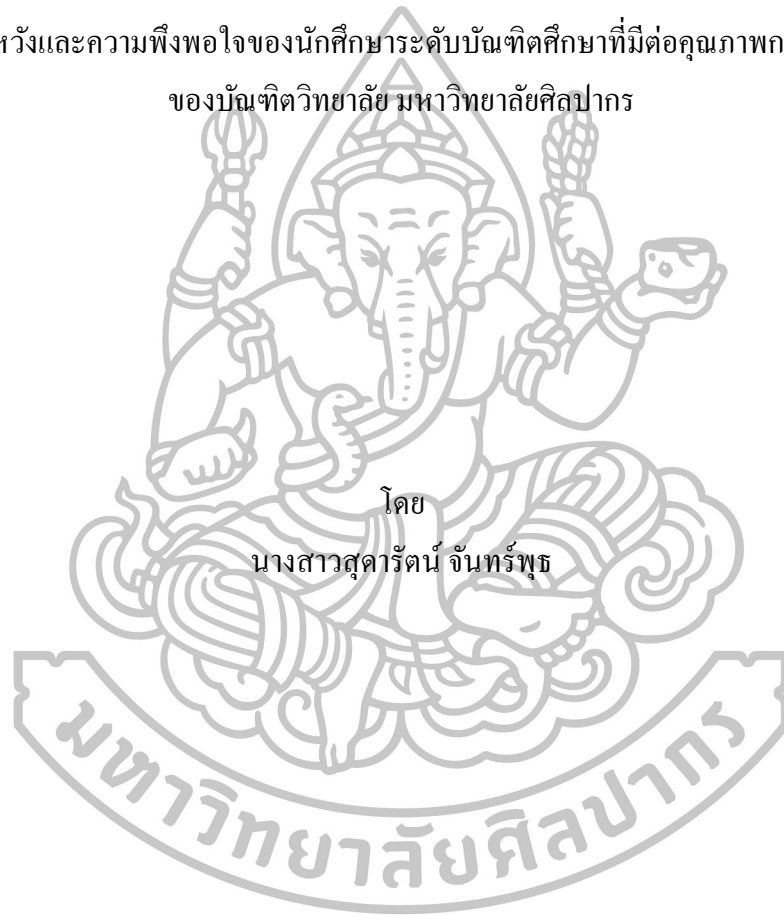 หวังและความพึงพอใจของนักศึกษาระดับบัณฑิตศึกษาที่มีต่อคุณภาพ
ของบัณฑิตวิทยาลัย มหาวิทยาลัยศิลปากร
โดย
นางสาวสุดารัตน์ จันทร์พุธ
มหาวิทยาลัยศิลปากร